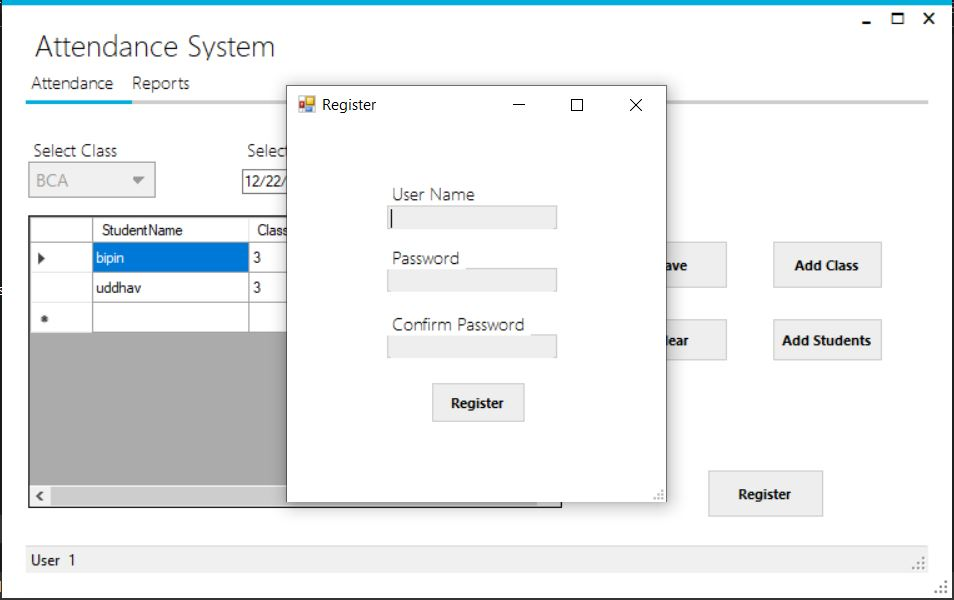 Attendance System
Attendance Reports
Register
Select Class
Select
BCA
12/22/
User Name
StudentName Class
bipin 3
uddhav 3
Password
Confirm Password
Register
ave
Add Class
lear
Add Students
Register
User 1